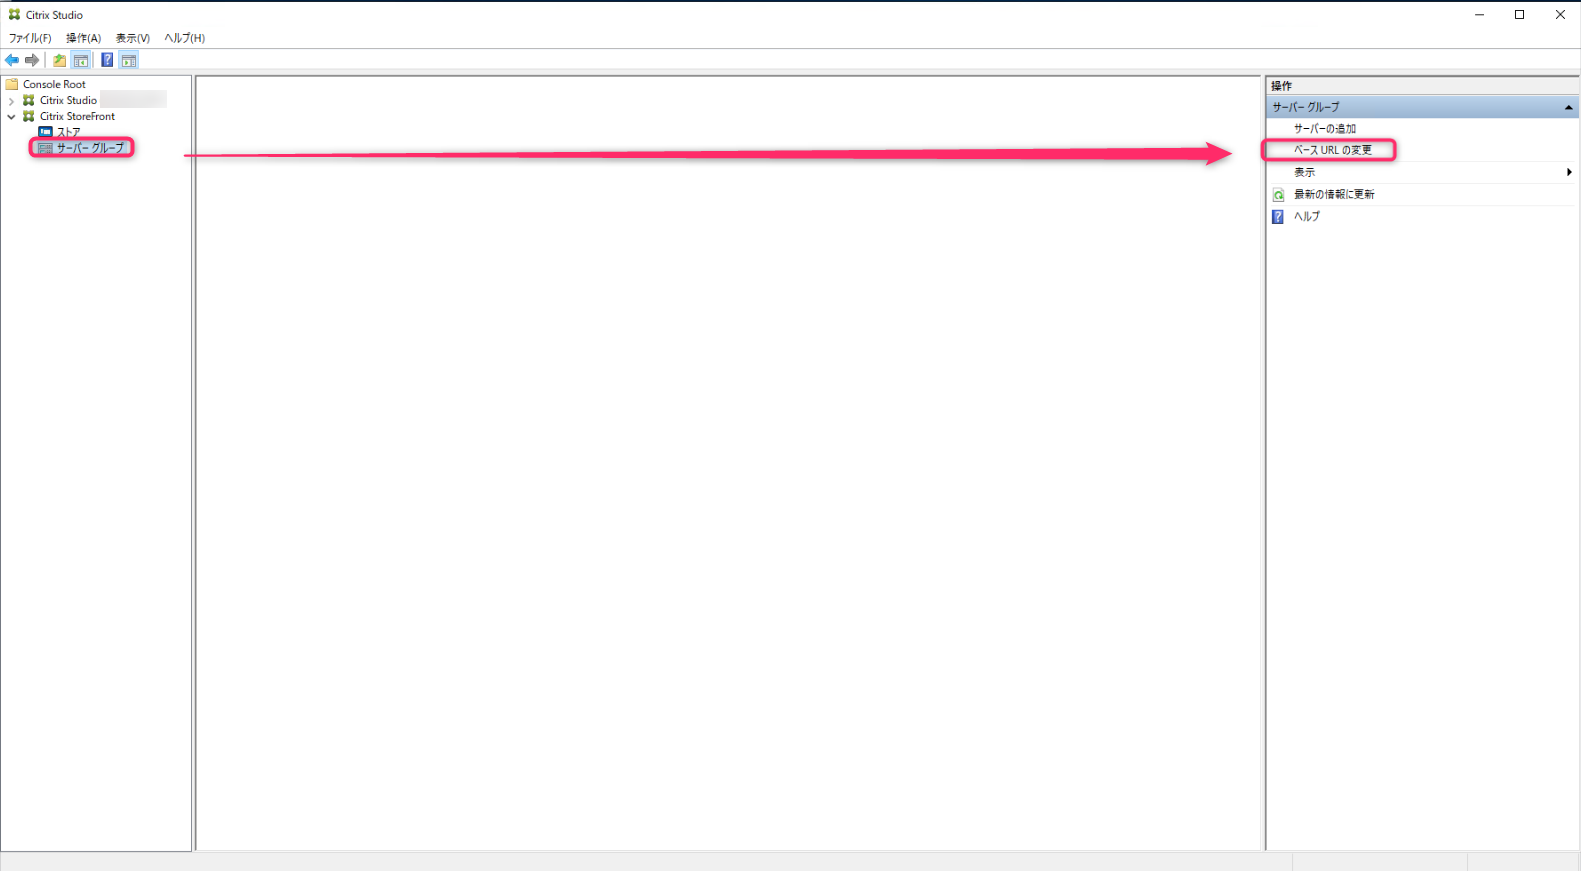 Citrix Studio
ファイル(F) 操作(A) 表示(V) ヘルプ(H)
Console Root
Citrix Studio
Citrix StoreFront
ストア
サーバー グループ
操作
サーバー グループ
サーバーの追加
ベース URL の変更
表示
最新の情報に更新
ヘルプ